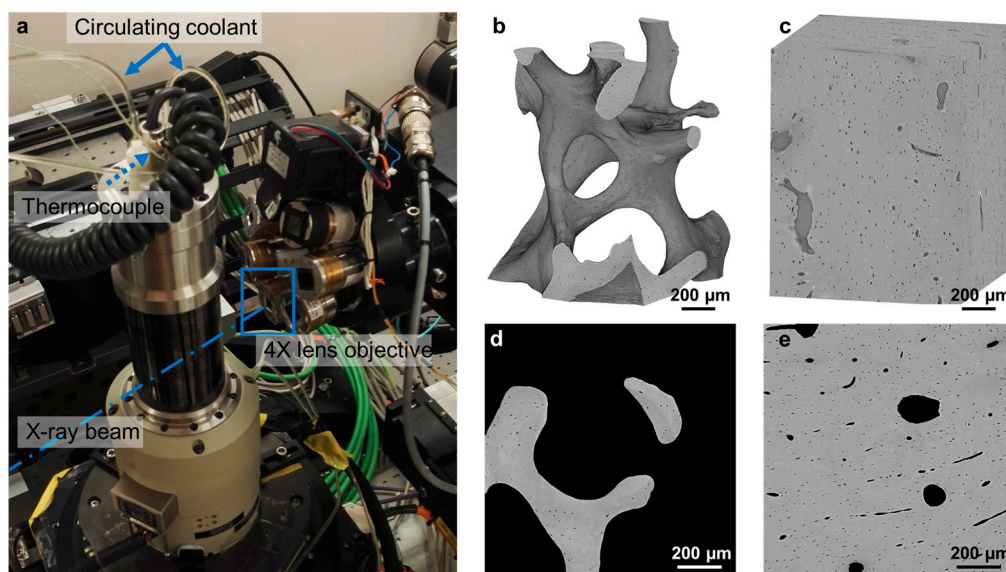 a
Circulating coolant
Thermocouple
4X lens objective
X-ray beam
b
200 µm
c
200 µm
d
200 µm
e
200 µm